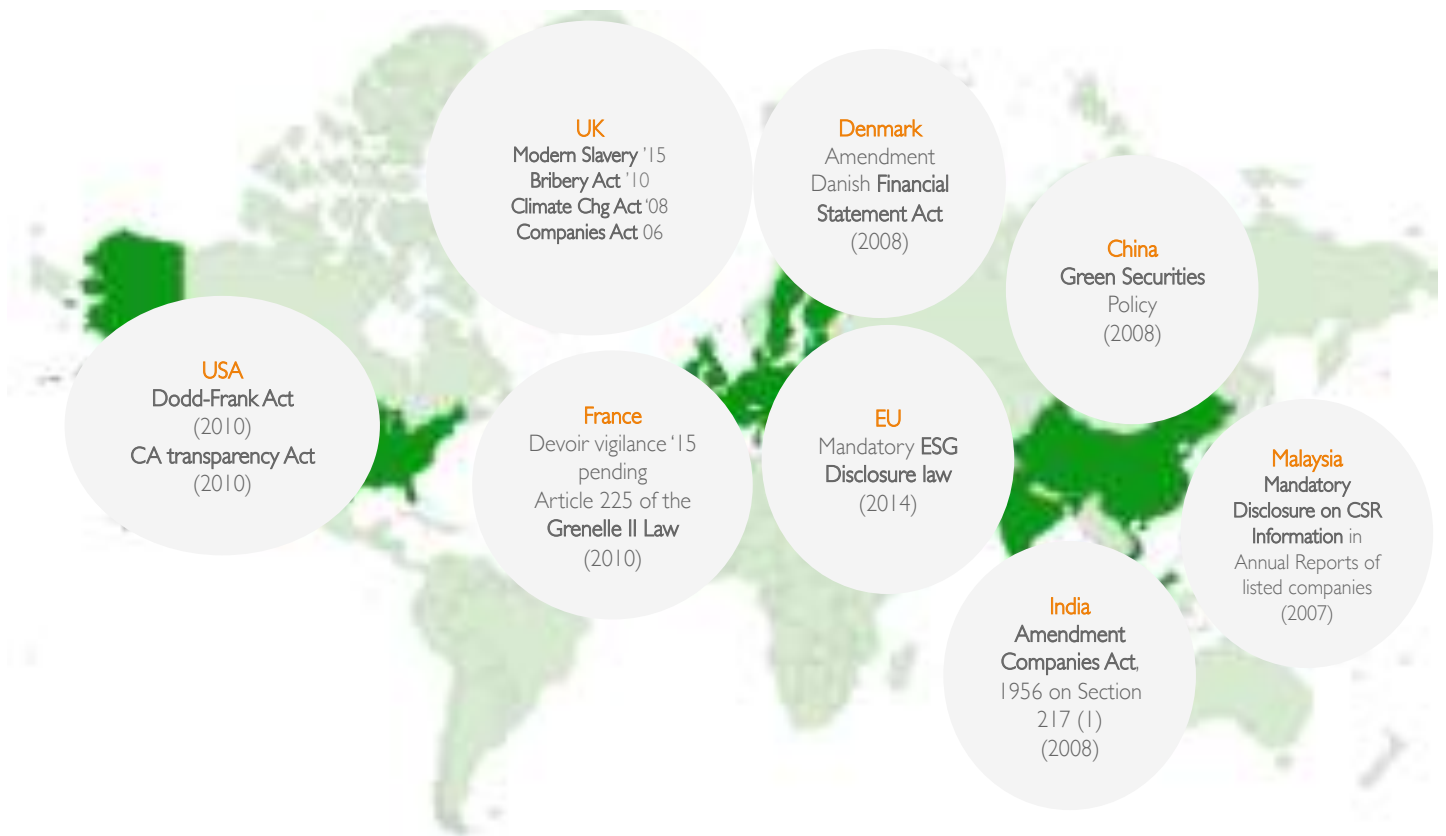 UK
Modern Slavery ’15
Bribery Act ’10
Climate Chg Act ‘08
Companies Act 06
Denmark
Amendment
Danish Financial
Statement Act
(2008)
China
Green Securities
Policy
(2008)
USA
Dodd-Frank Act
(2010)
CA transparency Act
(2010)
France
Devoir vigilance ‘15
pending
Article 225 of the
Grenelle II Law
(2010)
EU
Mandatory ESG
Disclosure law
(2014)
Malaysia
Mandatory
Disclosure on CSR
Information in
Annual Reports of
listed companies
(2007)
India
Amendment
Companies Act,
1956 on Section
217 (1)
(2008)